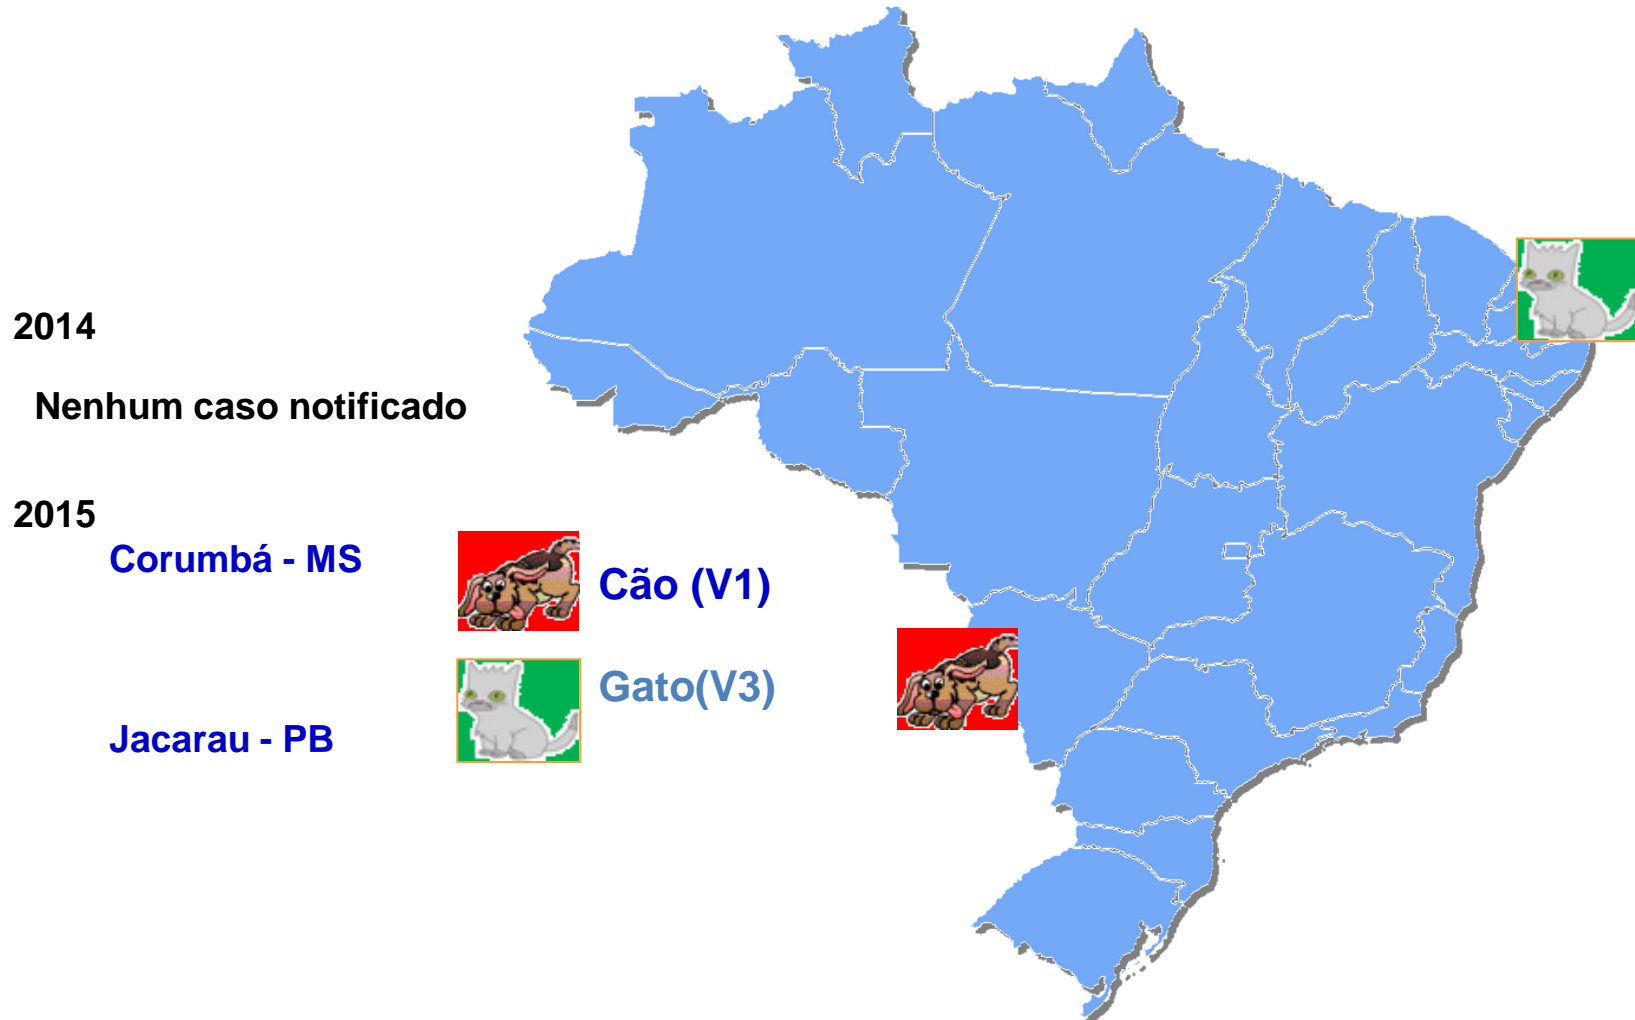 2014
Nenhum caso notificado
2015
Corumbá - MS
Cão (V1)
Gato(V3)
Jacarau - PB